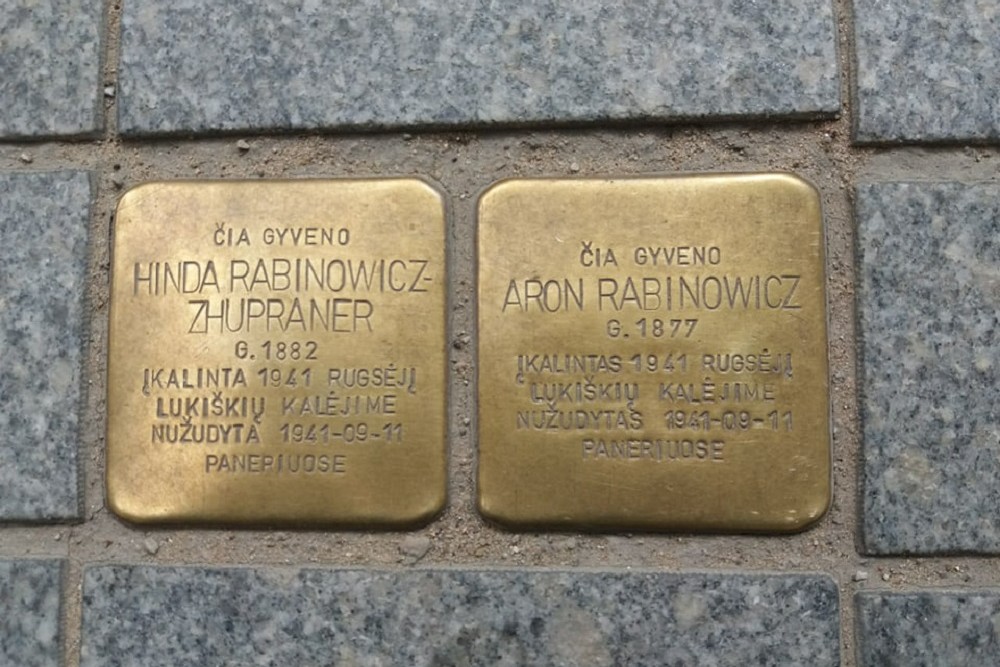 ČIA GYVENO
HINDA RABINOWICZ-
ZHUPRANER
G. 1882
ĮKALINTA 1941 RUGSĖJĮ
LUKIŠKIŲ KALĖJIME
NUŽUDYTA 1941-09-11
PANERIUOSE
ČIA GYVENO
ARON RABINOWICZ
G. 1877
ĮKALINTAS 1941 RUGSĖJĮ
LUKIŠKIŲ KALĖJIME
NUŽUDYTAS 1941-09-11
PANERIUOSE